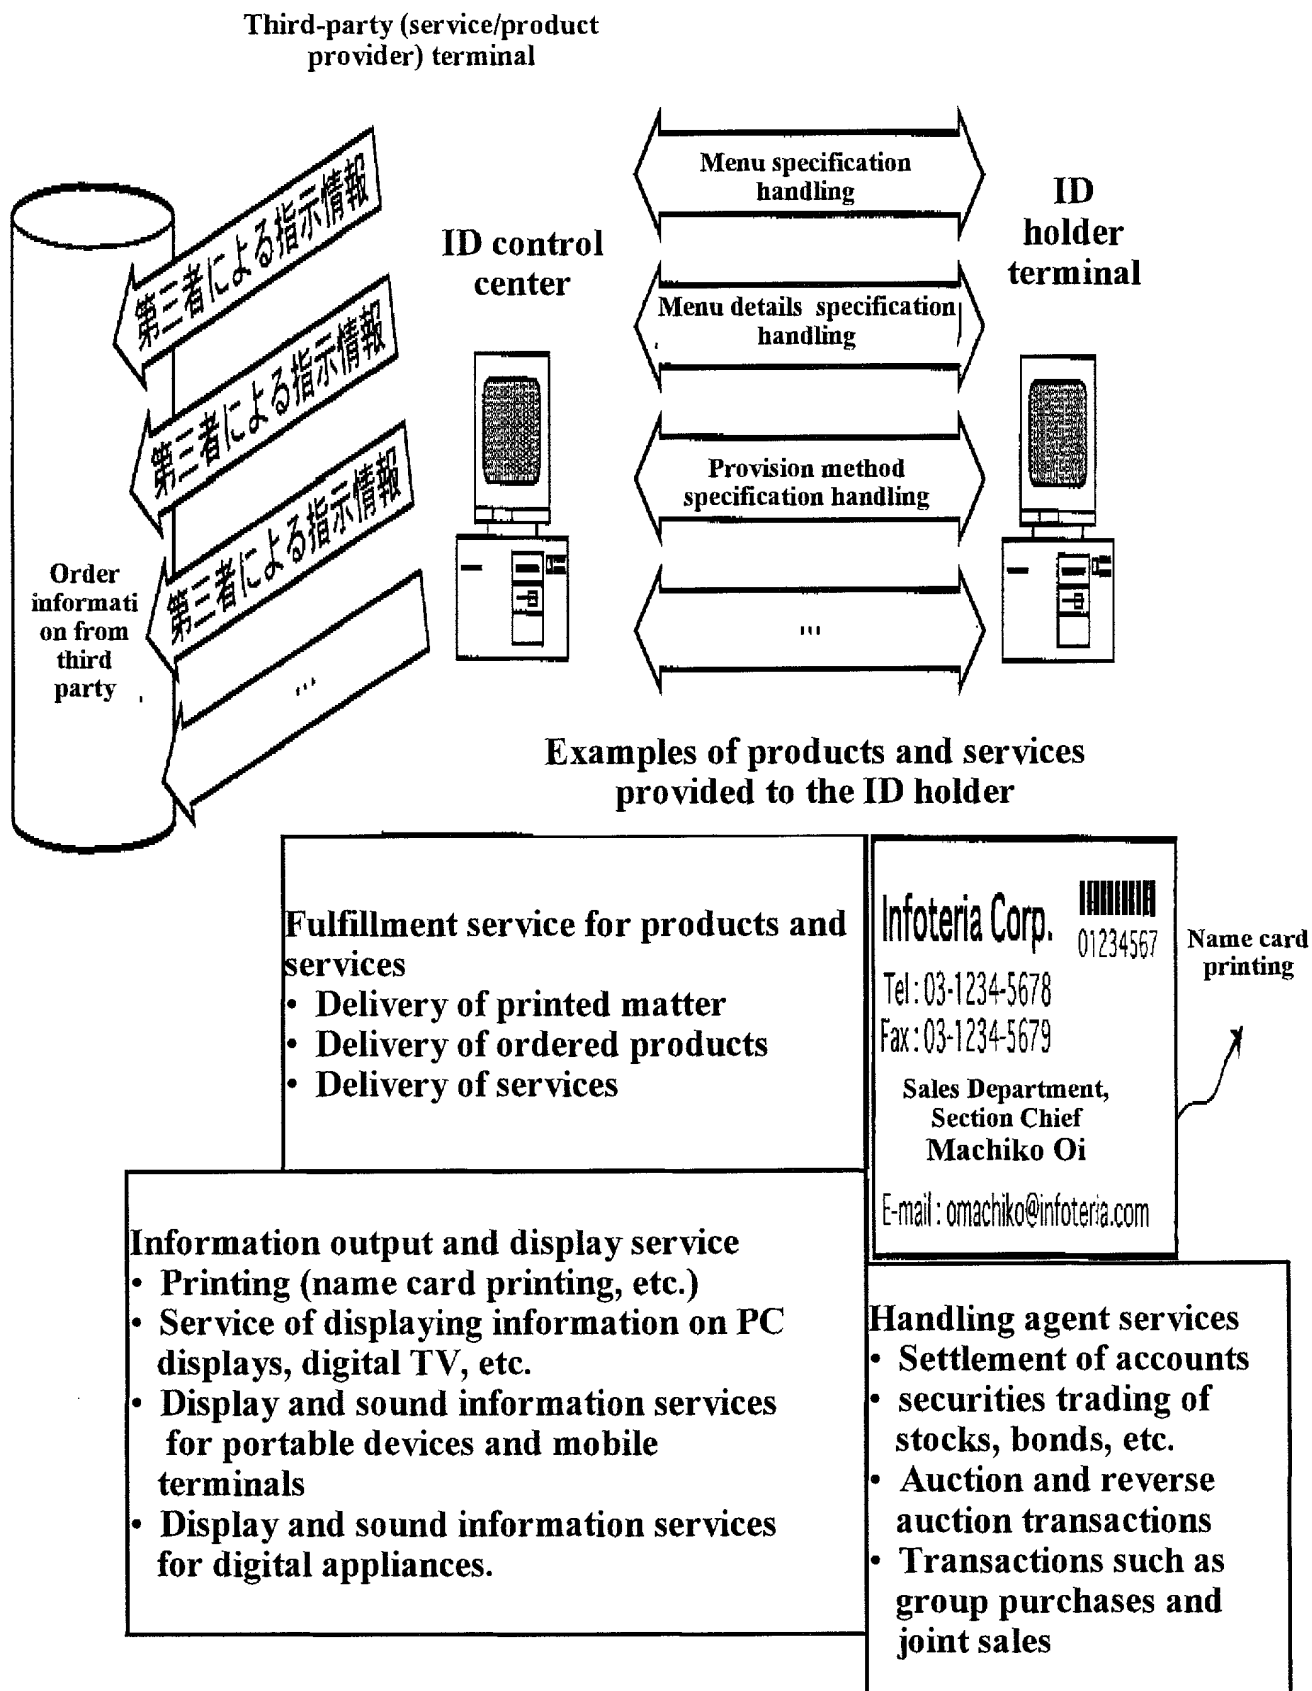 Third-party (service/product
provider) terminal
第三者による指示情報
第三者による指示情報
第三者による指示情報
...
Order
informati
on from
third
party
ID control
center
Menu specification
handling
Menu details specification
handling
Provision method
specification handling
...
ID
holder
terminal
Examples of products and services
provided to the ID holder
Fulfillment service for products and
services
• Delivery of printed matter
• Delivery of ordered products
• Delivery of services
Infoteria Corp.
01234567
Tel : 03-1234-5678
Fax : 03-1234-5679
Sales Department,
Section Chief
Machiko Oi
E-mail : omachiko@infoteria.com
Name card
printing
Information output and display service
• Printing (name card printing, etc.)
• Service of displaying information on PC
displays, digital TV, etc.
• Display and sound information services
for portable devices and mobile
terminals
• Display and sound information services
for digital appliances.
Handling agent services
• Settlement of accounts
• securities trading of
stocks, bonds, etc.
• Auction and reverse
auction transactions
• Transactions such as
group purchases and
joint sales